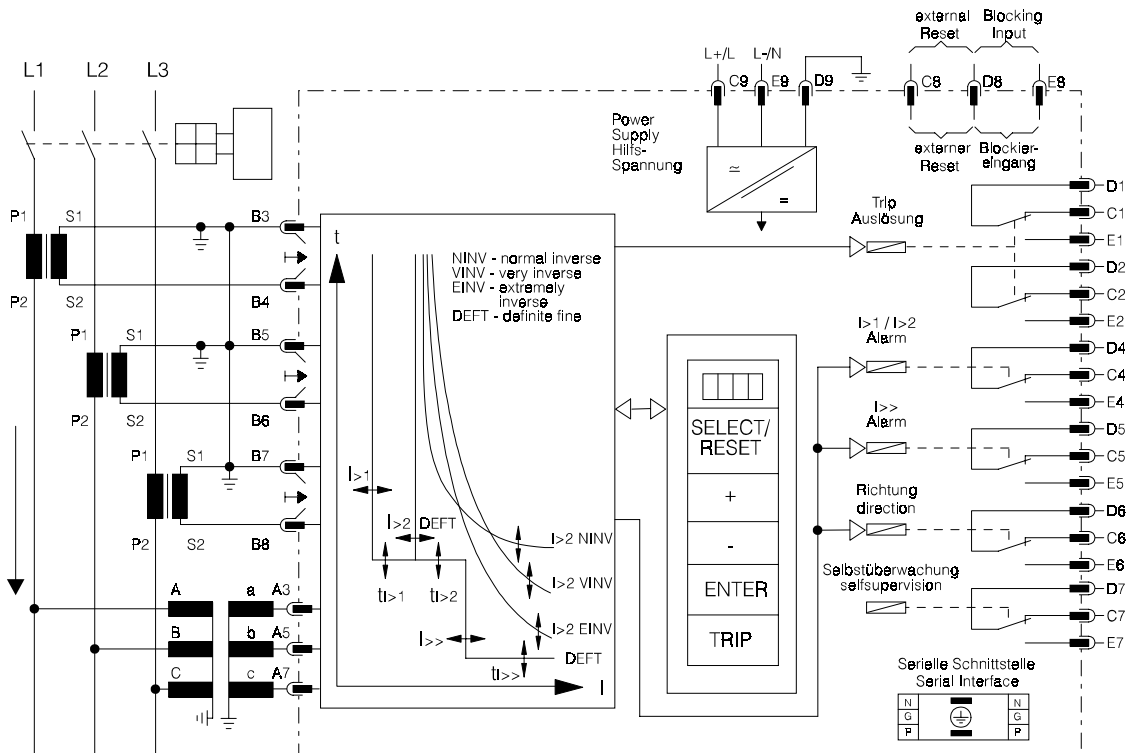 external Reset
Blocking Input
L1
L2
L3
L+/L
L-/N
C9
E9
D9
C8
D8
E8
Power
Supply
Hilfs-
Spannung
≃
=
externer Reset
Blockier-
eingang
P1
S1
B3
P2
S2
B4
P1
S1
B5
P2
S2
B6
P1
S1
B7
P2
S2
B8
A
a
A3
B
b
A5
C
c
A7
t
NINV - normal inverse
VINV - very inverse
EINV - extremely
inverse
DEFT - definite fine
I>1
I>2
DEFT
tI>1
tI>2
I>>
tI>>
I>2 NINV
I>2 VINV
I>2 EINV
DEFT
I
SELECT/
RESET
+
-
ENTER
TRIP
Trip
Auslösung
I>1 / I>2
Alarm
I>>
Alarm
Richtung
direction
Selbstüberwachung
selfsupervision
D1
C1
E1
D2
C2
E2
D4
C4
E4
D5
C5
E5
D6
C6
E6
D7
C7
E7
Serielle Schnittstelle
Serial Interface
N
N
G
G
P
P